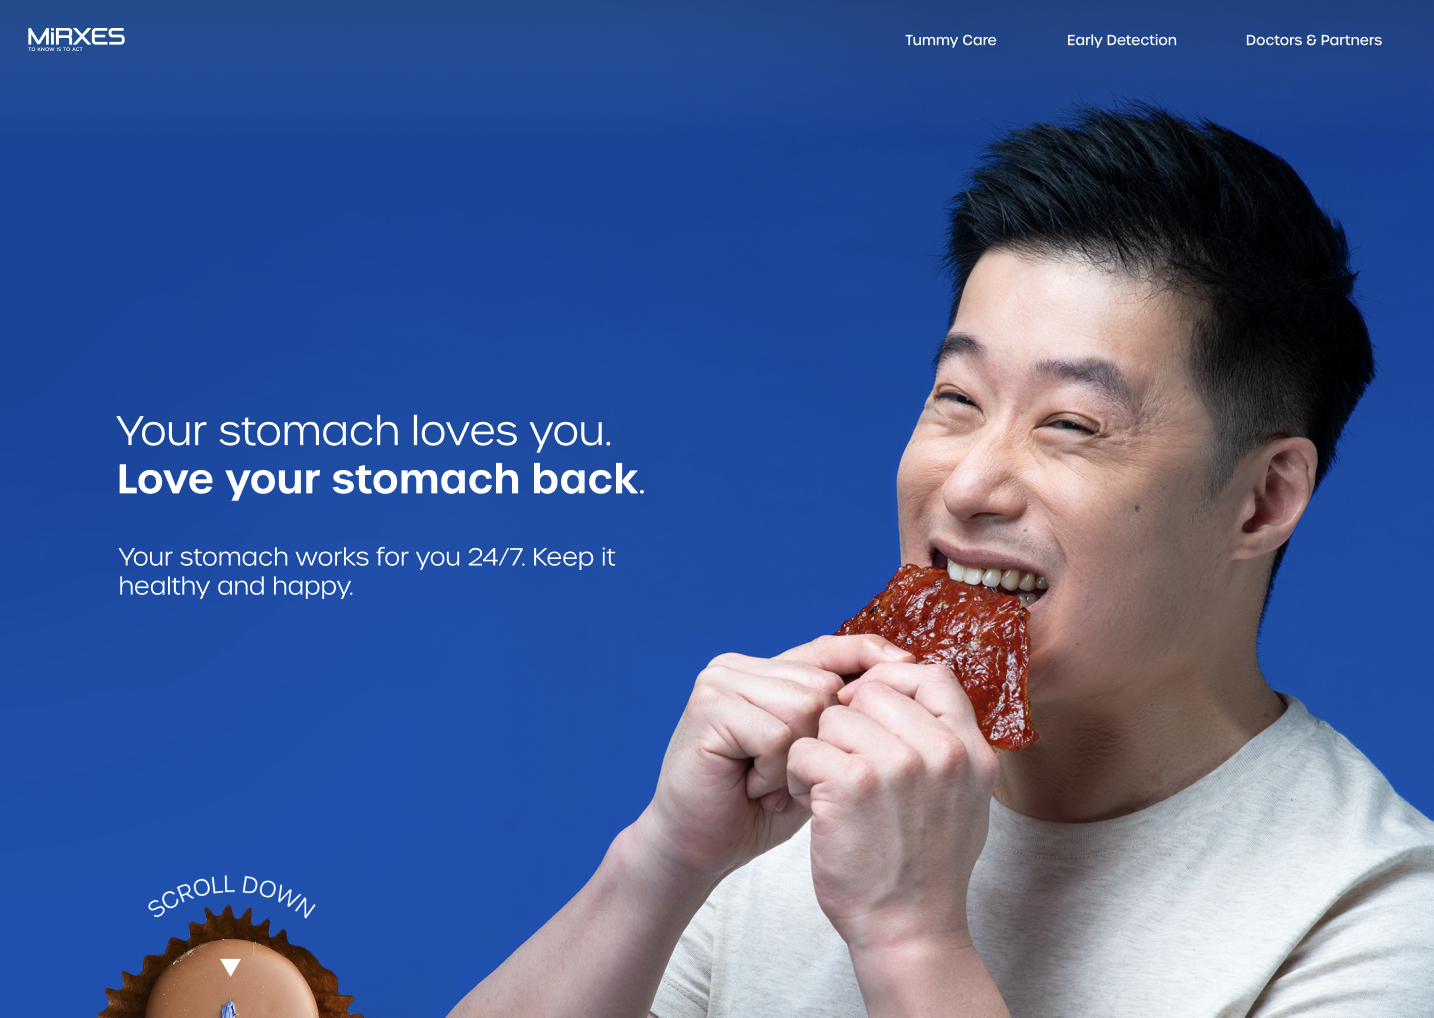 MiRXES
TO KNOW IS TO ACT
Tummy Care
Early Detection
Doctors & Partners
Your stomach loves you.
Love your stomach back.
Your stomach works for you 24/7. Keep it
healthy and happy.
SCROLL DOWN